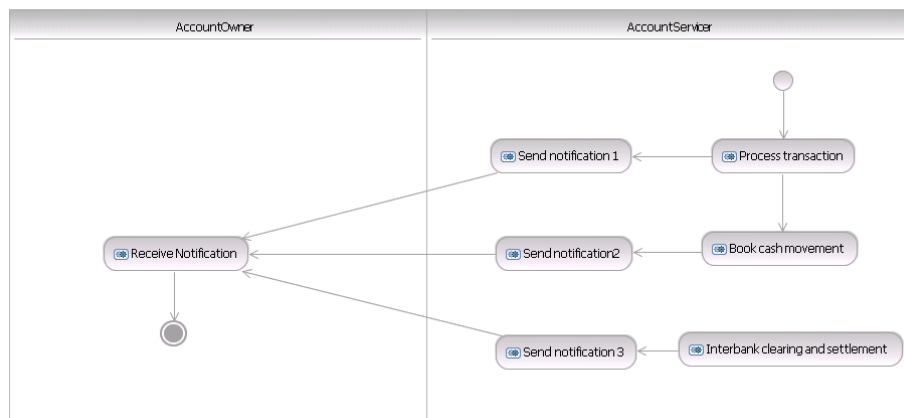 AccountOwner
AccountServicer
Send notification 1
Process transaction
Receive Notification
Send notification2
Book cash movement
Send notification 3
Interbank clearing and settlement